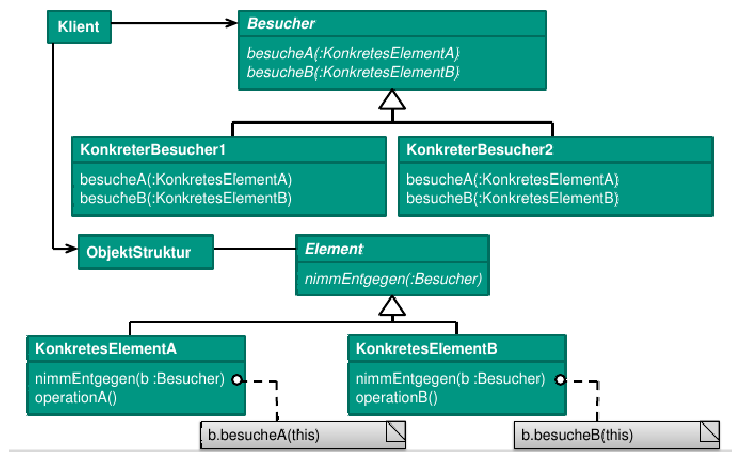 Klient
Besucher
besucheA(:KonkretesElementA)
besucheB(:KonkretesElementB)
KonkreterBesucher1
besucheA(:KonkretesElementA)
besucheB(:KonkretesElementB)
KonkreterBesucher2
besucheA(:KonkretesElementA)
besucheB(:KonkretesElementB)
ObjektStruktur
Element
nimmEntgegen(:Besucher)
KonkretesElementA
nimmEntgegen(b :Besucher)
operationA()
KonkretesElementB
nimmEntgegen(b :Besucher)
operationB()
b.besucheA(this)
b.besucheB(this)